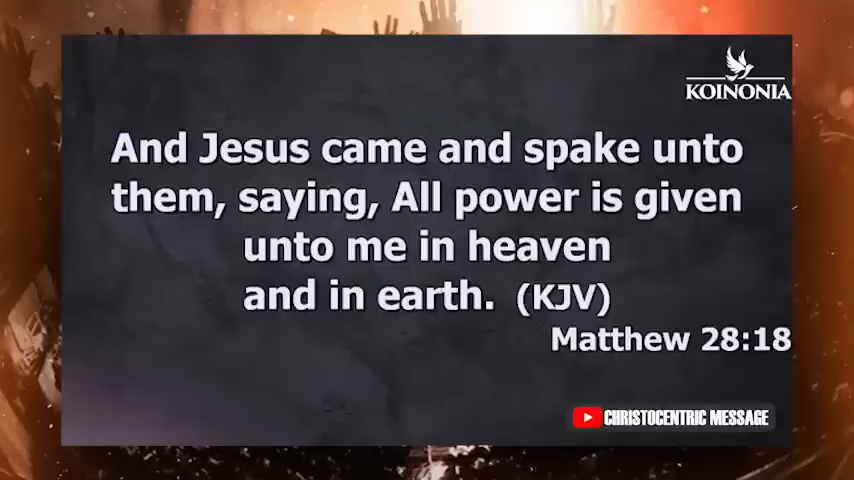 KOINONIA
And Jesus came and spake unto
them, saying, All power is given
unto me in heaven
and in earth. (KJV)
Matthew 28:18
CHRISTOCENTRIC MESSAGE